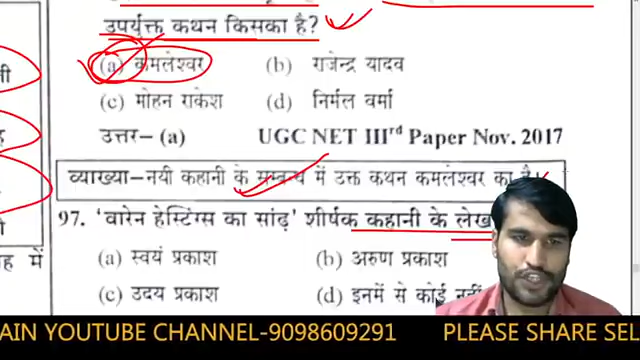 उपर्युक्त कथन किसका है?
(a) कमलेश्वर (b) राजेन्द्र यादव
(c) मोहन राकेश (d) निर्मल वर्मा
उत्तर–(a) UGC NET IIIrd Paper Nov. 2017
व्याख्या–नयी कहानी के सम्बन्ध में उक्त कथन कमलेश्वर का है।
97. 'वारेन हेस्टिंग्स का सांढ़' शीर्षक कहानी के
(a) स्वयं प्रकाश (b) अरुण प्रकाश
(c) उदय प्रकाश (d) इनमें से कोई नहीं
में
AIN YOUTUBE CHANNEL-9098609291 PLEASE SHARE SEL